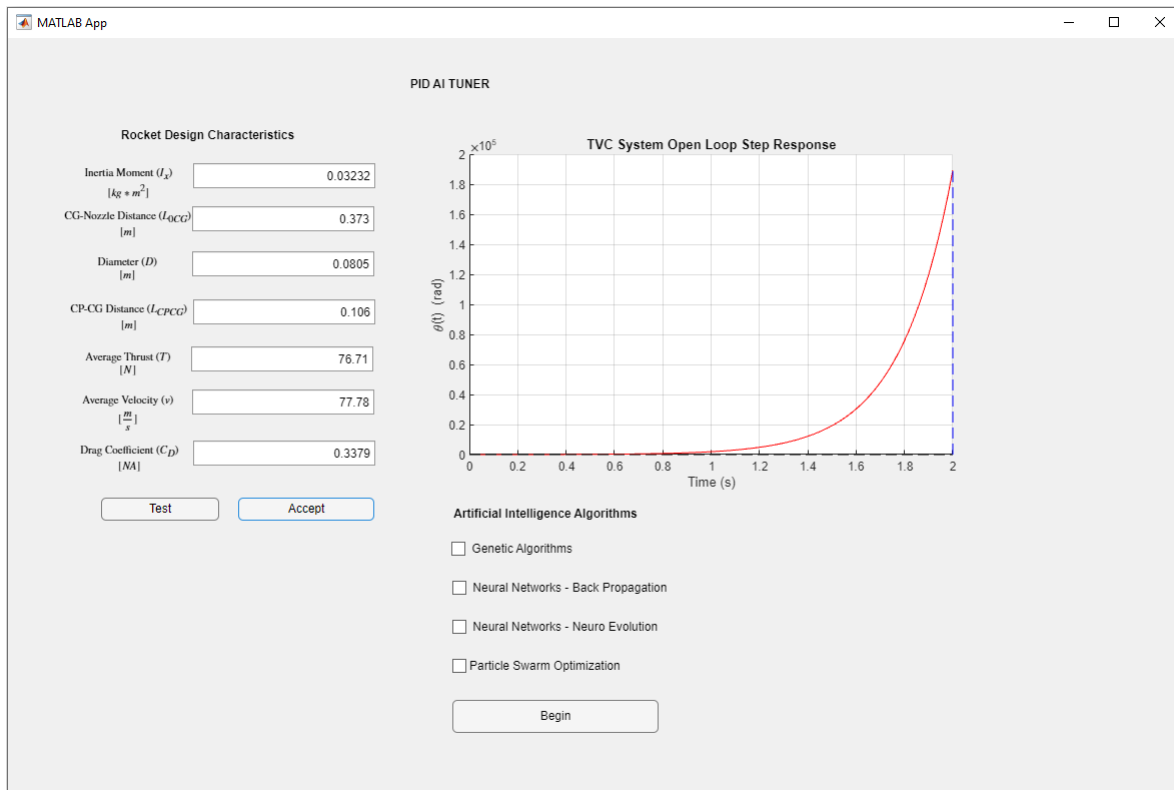 MATLAB App
PID AI TUNER
Rocket Design Characteristics
Inertia Moment (Iₓ)
[kg * m²]
0.03232
CG-Nozzle Distance (L₀CG)
[m]
0.373
Diameter (D)
[m]
0.0805
CP-CG Distance (LCPCG)
[m]
0.106
Average Thrust (T)
[N]
76.71
Average Velocity (v)
[m/s]
77.78
Drag Coefficient (CD)
[NA]
0.3379
Test
Accept
TVC System Open Loop Step Response
×10⁵
2
1.8
1.6
1.4
1.2
1
0.8
0.6
0.4
0.2
0
θ(t) (rad)
0 0.2 0.4 0.6 0.8 1 1.2 1.4 1.6 1.8 2
Time (s)
Artificial Intelligence Algorithms
Genetic Algorithms
Neural Networks - Back Propagation
Neural Networks - Neuro Evolution
Particle Swarm Optimization
Begin